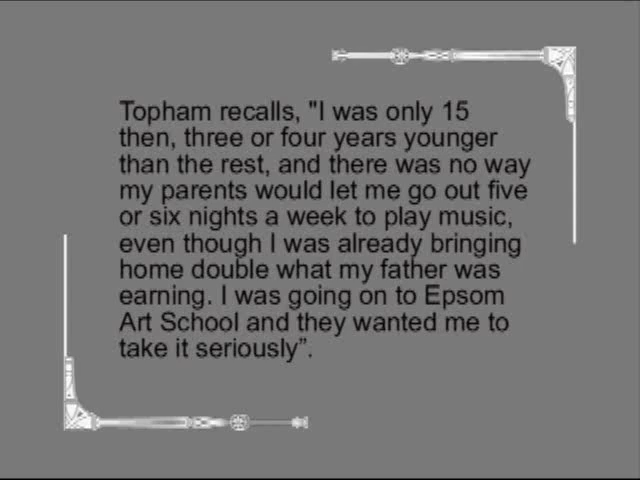 Topham recalls, "I was only 15
then, three or four years younger
than the rest, and there was no way
my parents would let me go out five
or six nights a week to play music,
even though I was already bringing
home double what my father was
earning. I was going on to Epsom
Art School and they wanted me to
take it seriously”.